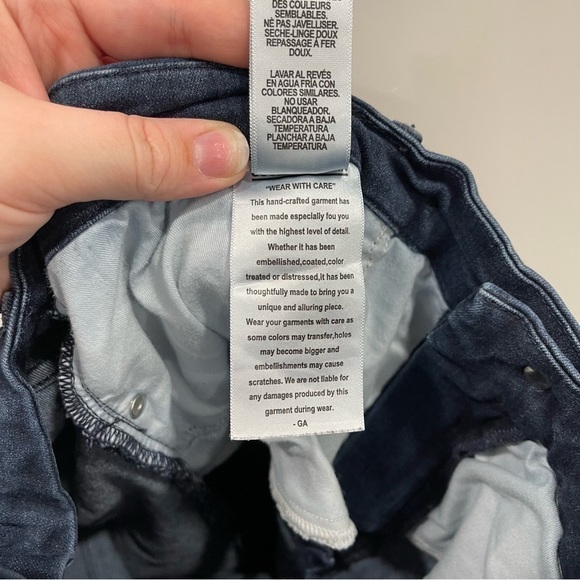 DES COULEURS
SEMBLABLES.
NE PAS JAVELLISER.
SECHE-LINGE DOUX
REPASSAGE À FER
DOUX.
LAVAR AL REVÉS
EN AGUA FRÍA CON
COLORES SIMILARES.
NO USAR
BLANQUEADOR.
SECADORA A BAJA
TEMPERATURA
PLANCHAR A BAJA
TEMPERATURA
"WEAR WITH CARE"
This hand-crafted garment has
been made especially fou you
with the highest level of detail.
Whether it has been
embellished,coated,color
treated or distressed,it has been
thoughtfully made to bring you a
unique and alluring piece.
Wear your garments with care as
some colors may transfer,holes
may become bigger and
embellishments may cause
scratches. We are not liable for
any damages produced by this
garment during wear.
- GA